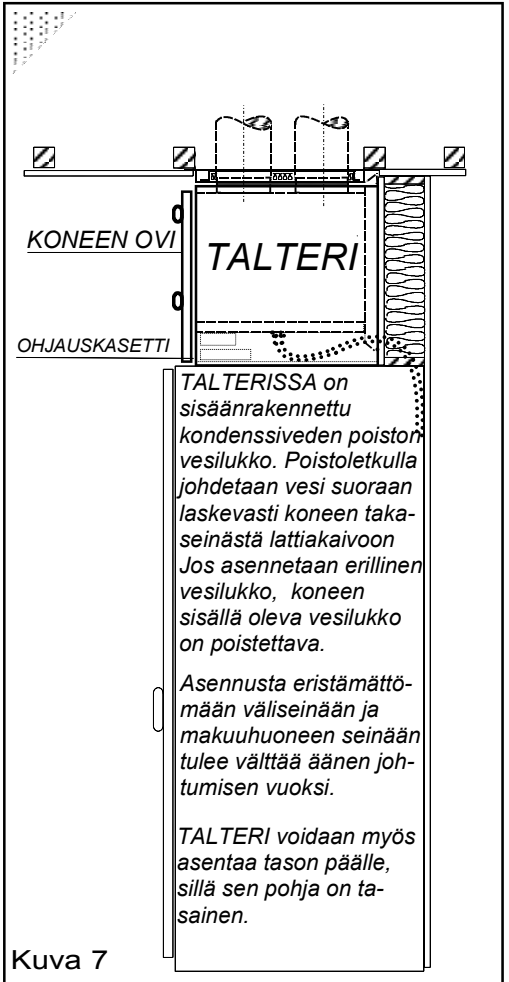 KONEEN OVI
TALTERI
OHJAUSKASETTI
TALTERISSA on
sisäänrakennettu
kondenssiveden poiston
vesilukko. Poistoletkulla
johdetaan vesi suoraan
laskevasti koneen taka-
seinästä lattiakaivoon
Jos asennetaan erillinen
vesilukko, koneen
sisällä oleva vesilukko
on poistettava.
Asennusta eristämättö-
mään väliseinään ja
makuuhuoneen seinään
tulee välttää äänen joh-
tumisen vuoksi.
TALTERI voidaan myös
asentaa tason päälle,
sillä sen pohja on ta-
sainen.
Kuva 7